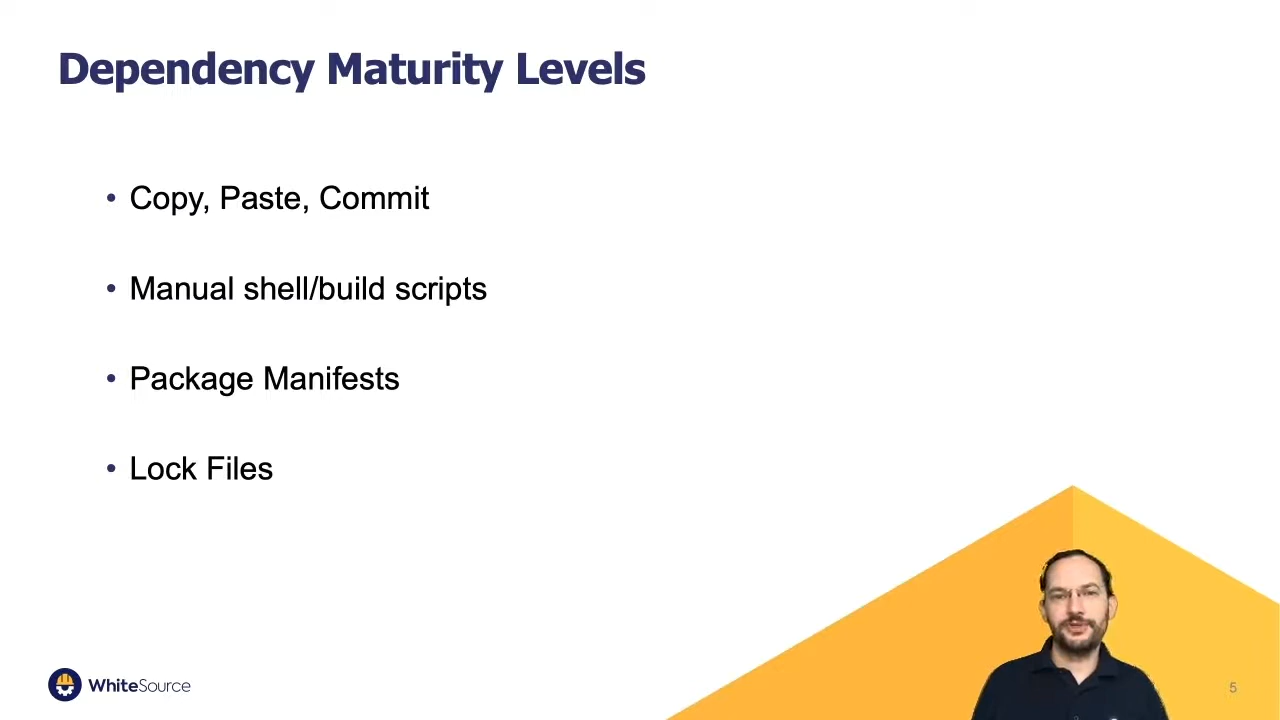 Dependency Maturity Levels
• Copy, Paste, Commit
• Manual shell/build scripts
• Package Manifests
• Lock Files
WhiteSource
5